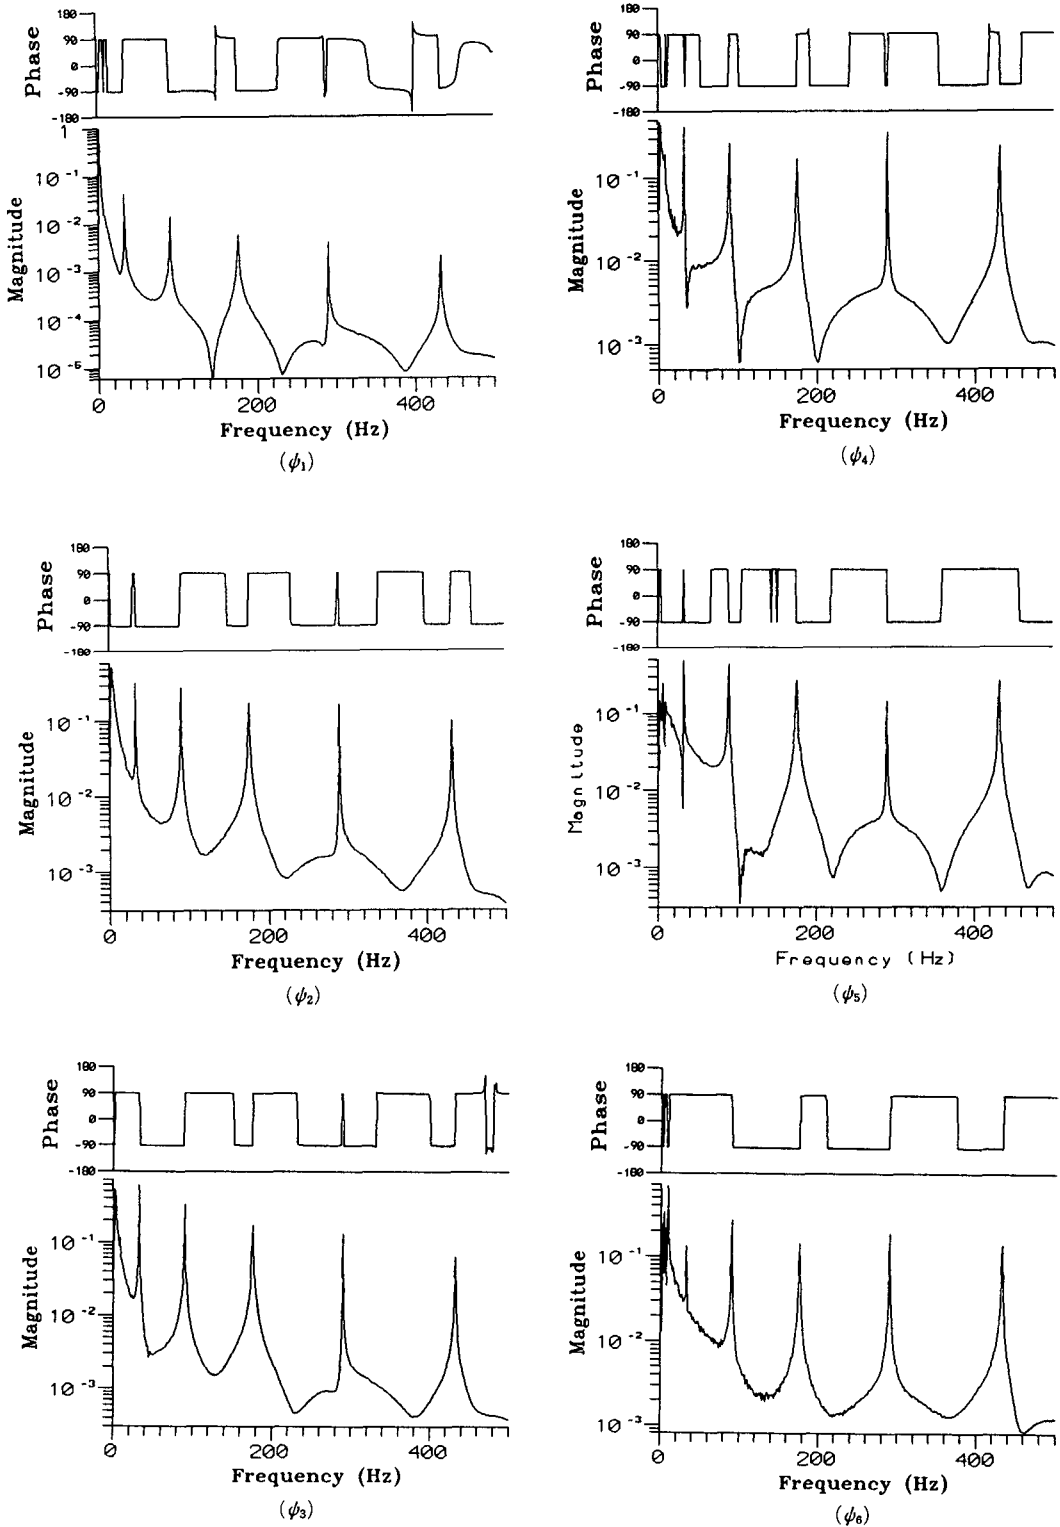 Phase
180
90
0
-90
-180
Magnitude
1
10⁻¹
10⁻²
10⁻³
10⁻⁴
10⁻⁵
0 200 400
Frequency (Hz)
(ψ₁)
Phase
180
90
0
-90
-180
Magnitude
10⁻¹
10⁻²
10⁻³
0 200 400
Frequency (Hz)
(ψ₄)
Phase
180
90
0
-90
-180
Magnitude
10⁻¹
10⁻²
10⁻³
0 200 400
Frequency (Hz)
(ψ₂)
Phase
180
90
0
-90
-180
Magnitude
10⁻¹
10⁻²
10⁻³
0 200 400
Frequency (Hz)
(ψ₅)
Phase
180
90
0
-90
-180
Magnitude
10⁻¹
10⁻²
10⁻³
0 200 400
Frequency (Hz)
(ψ₃)
Phase
180
90
0
-90
-180
Magnitude
10⁻¹
10⁻²
10⁻³
0 200 400
Frequency (Hz)
(ψ₆)